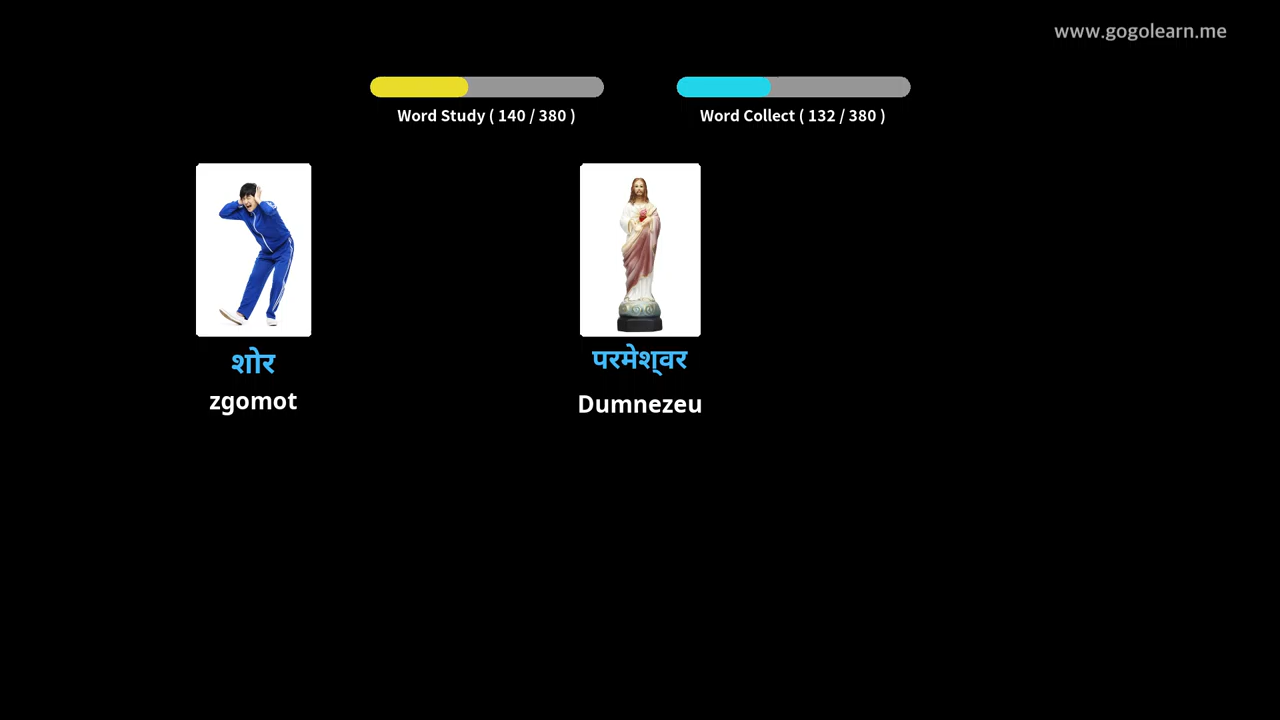 www.gogolearn.me
Word Study ( 140 / 380 )
Word Collect ( 132 / 380 )
शोर
zgomot
परमेश्वर
Dumnezeu